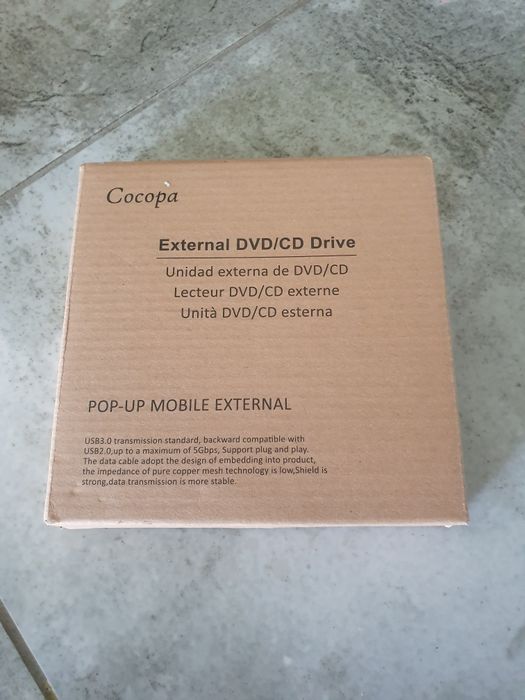 Cocopa
External DVD/CD Drive
Unidad externa de DVD/CD
Lecteur DVD/CD externe
Unità DVD/CD esterna
POP-UP MOBILE EXTERNAL
USB3.0 transmission standard, backward compatible with
USB2.0,up to a maximum of 5Gbps, Support plug and play.
The data cable adopt the design of embedding into product,
the impedance of pure copper mesh technology is low,Shield is
strong,data transmission is more stable.